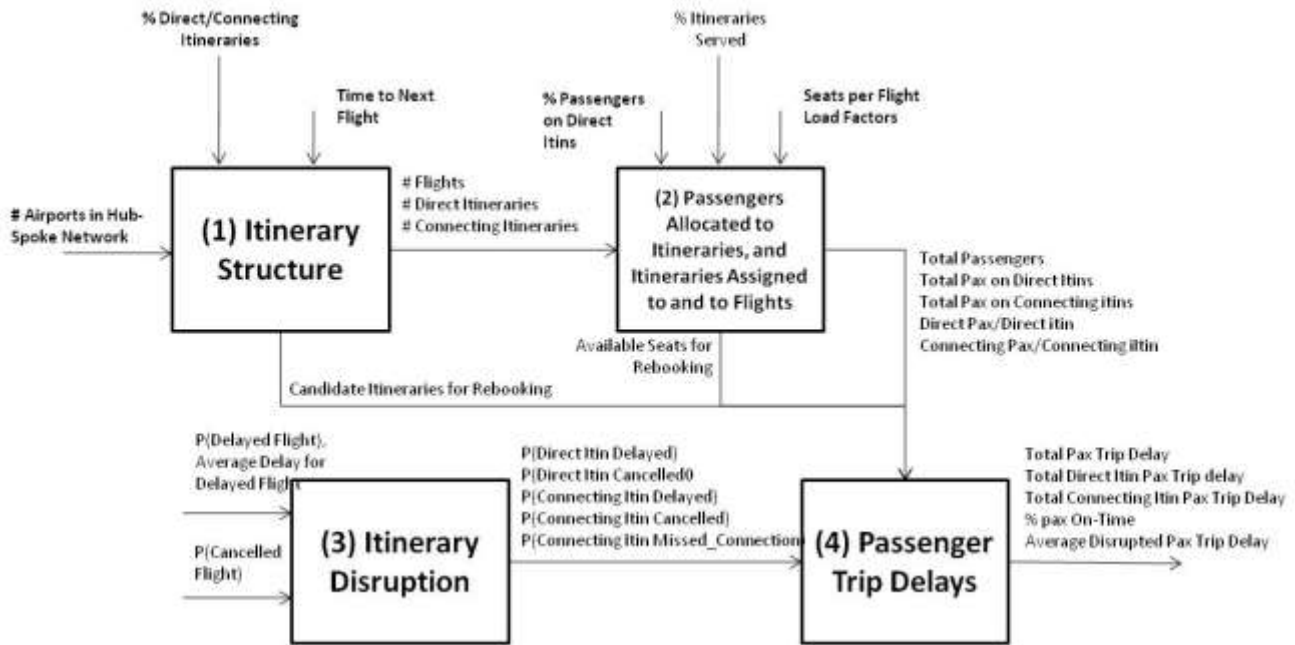 % Direct/Connecting
Itineraries
% Itineraries
Served
Time to Next
Flight
% Passengers
on Direct
Itins
Seats per Flight
Load Factors
# Airports in Hub-
Spoke Network
(1) Itinerary
Structure
# Flights
# Direct Itineraries
# Connecting Itineraries
(2) Passengers
Allocated to
Itineraries, and
Itineraries Assigned
to and to Flights
Total Passengers
Total Pax on Direct Itins
Total Pax on Connecting itins
Direct Pax/Direct itin
Connecting Pax/Connecting iltin
Available Seats for
Rebooking
Candidate Itineraries for Rebooking
P(Delayed Flight),
Average Delay for
Delayed Flight
P(Cancelled
Flight)
(3) Itinerary
Disruption
P(Direct Itin Delayed)
P(Direct Itin Cancelled0
P(Connecting Itin Delayed)
P(Connecting Itin Cancelled)
P(Connecting Itin Missed_Connection)
(4) Passenger
Trip Delays
Total Pax Trip Delay
Total Direct Itin Pax Trip delay
Total Connecting Itin Pax Trip Delay
% pax On-Time
Average Disrupted Pax Trip Delay